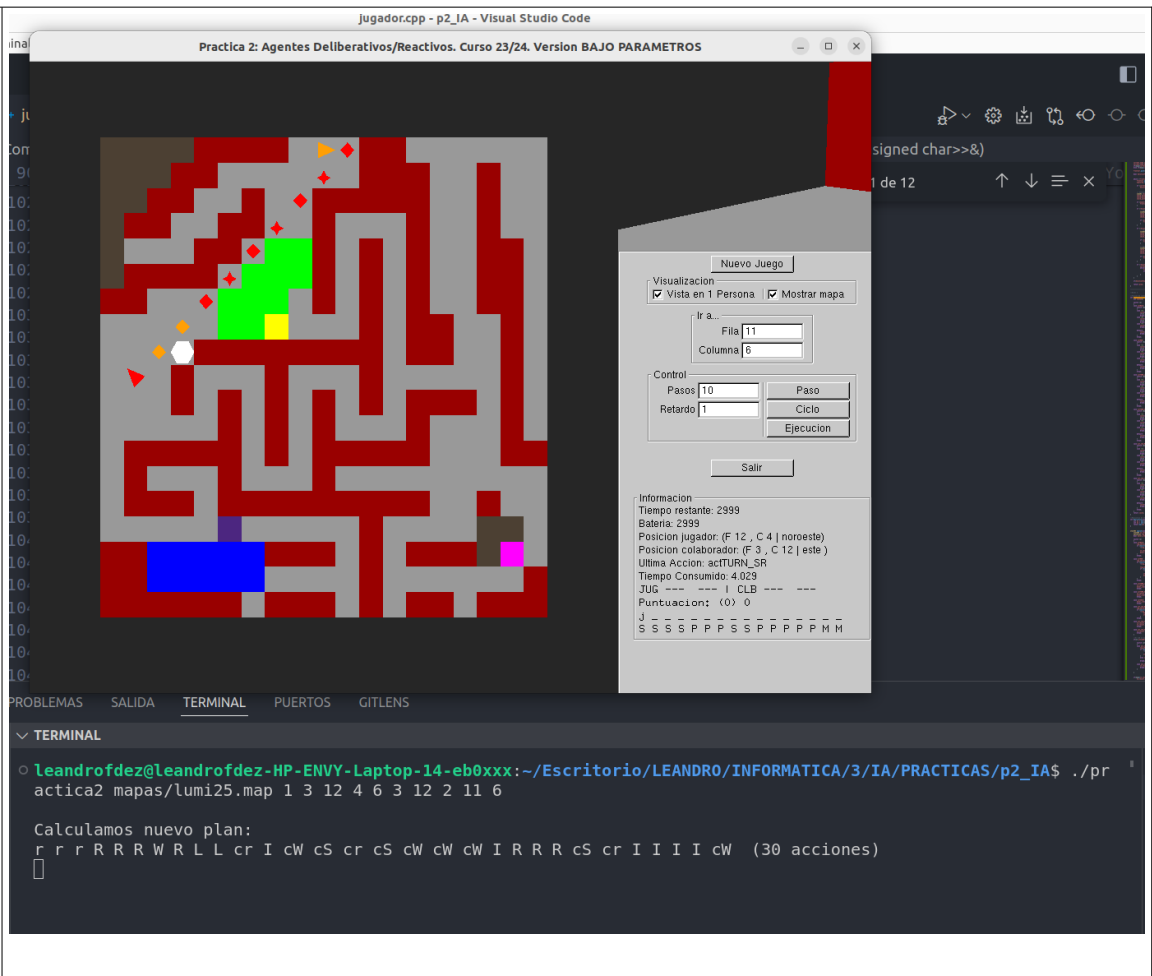 jugador.cpp - p2_IA - Visual Studio Code
Practica 2: Agentes Deliberativos/Reactivos. Curso 23/24. Version BAJO PARAMETROS
signed char>>&)
1 de 12
Nuevo Juego
Visualizacion
Vista en 1 Persona
Mostrar mapa
Ir a...
Fila 11
Columna 6
Control
Pasos 10
Paso
Retardo 1
Ciclo
Ejecucion
Salir
Informacion
Tiempo restante: 2999
Bateria: 2999
Posicion jugador: (F 12 , C 4 | noroeste)
Posicion colaborador: (F 3 , C 12 | este )
Ultima Accion: actTURN_SR
Tiempo Consumido: 4.029
JUG --- --- | CLB --- ---
Puntuacion: (0) 0
j _ _ _ _ _ _ _ _ _ _ _ _ _ _ _
S S S S P P P S S P P P P P M M
PROBLEMAS SALIDA TERMINAL PUERTOS GITLENS
TERMINAL
leandrofdez@leandrofdez-HP-ENVY-Laptop-14-eb0xxx:~/Escritorio/LEANDRO/INFORMATICA/3/IA/PRACTICAS/p2_IA$ ./pr
actica2 mapas/lumi25.map 1 3 12 4 6 3 12 2 11 6
Calculamos nuevo plan:
r r r R R R W R L L cr I cW cS cr cS cW cW cW I R R R cS cr I I I I cW (30 acciones)